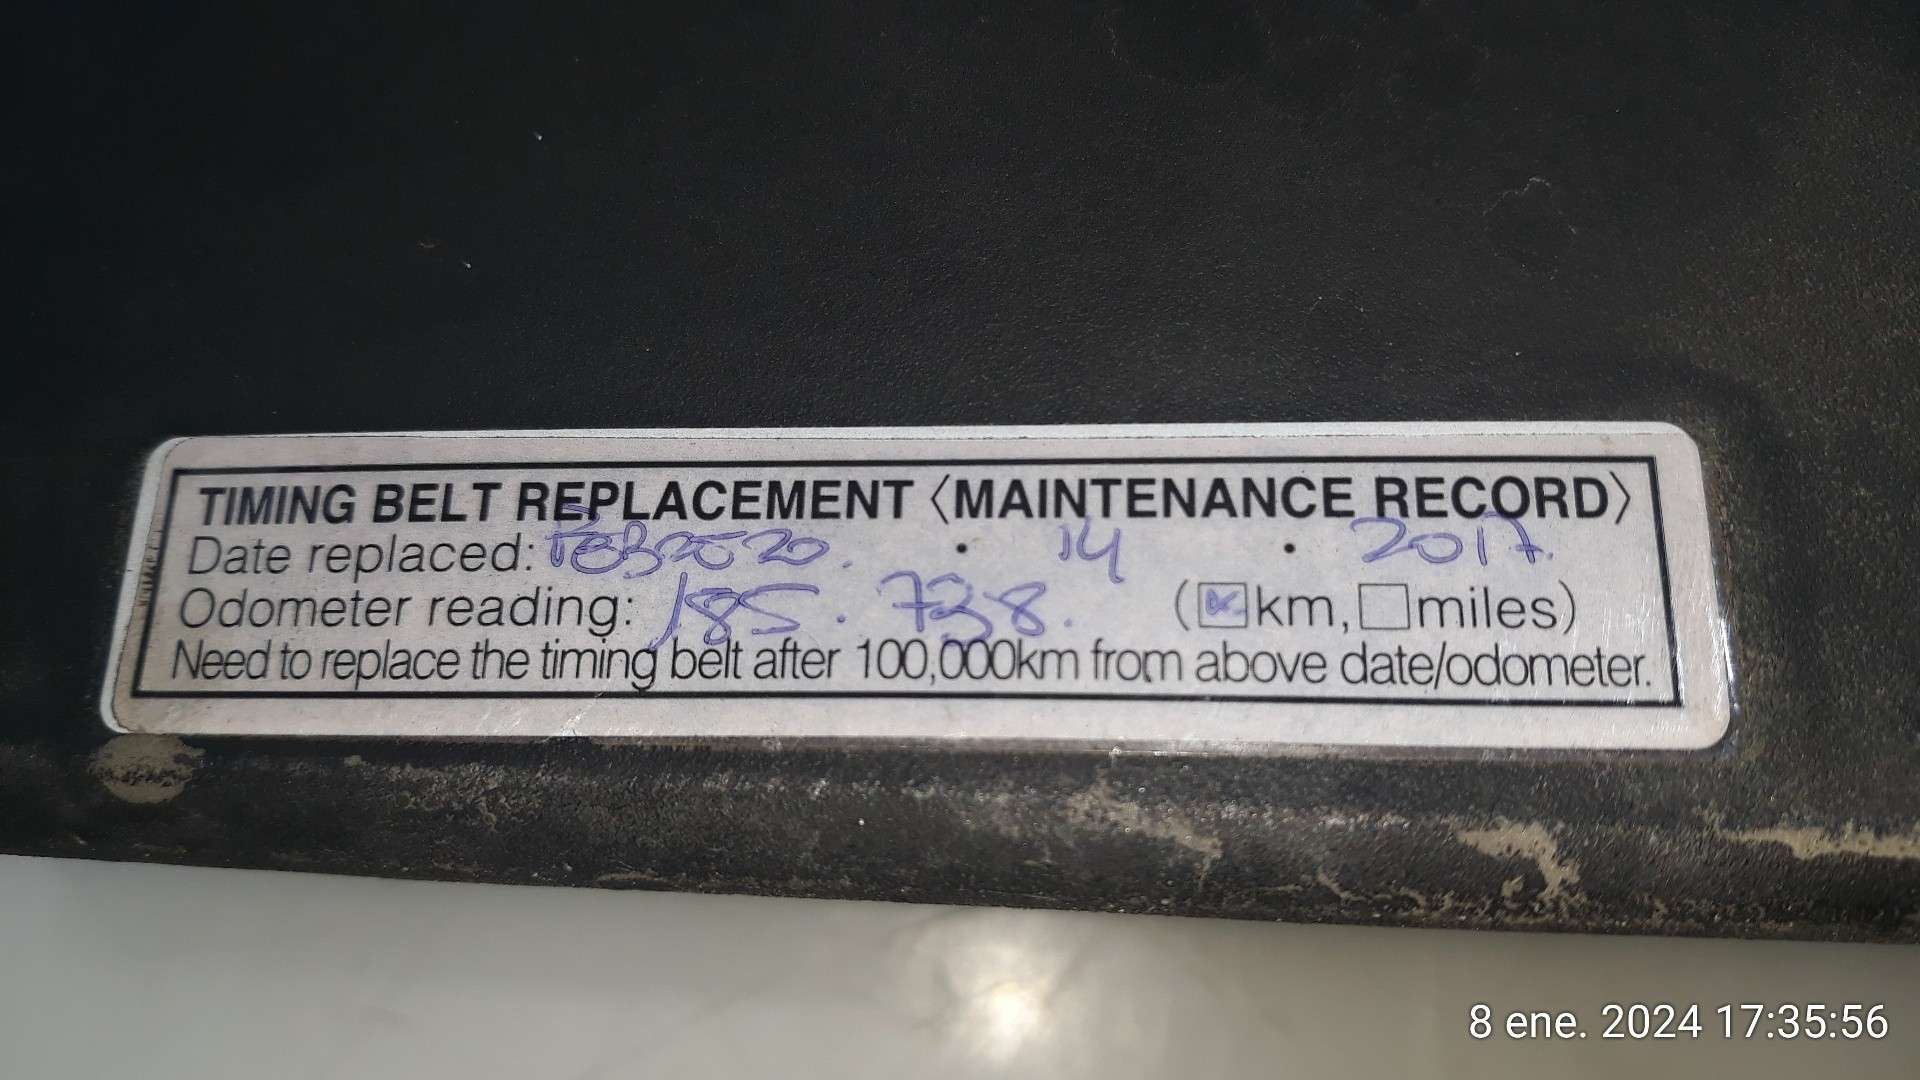 TIMING BELT REPLACEMENT〈MAINTENANCE RECORD〉
Date replaced: FEBRERO. · 14 · 2017.
Odometer reading: 185.738. (☒km,☐miles)
Need to replace the timing belt after 100,000km from above date/odometer.
8 ene. 2024 17:35:56